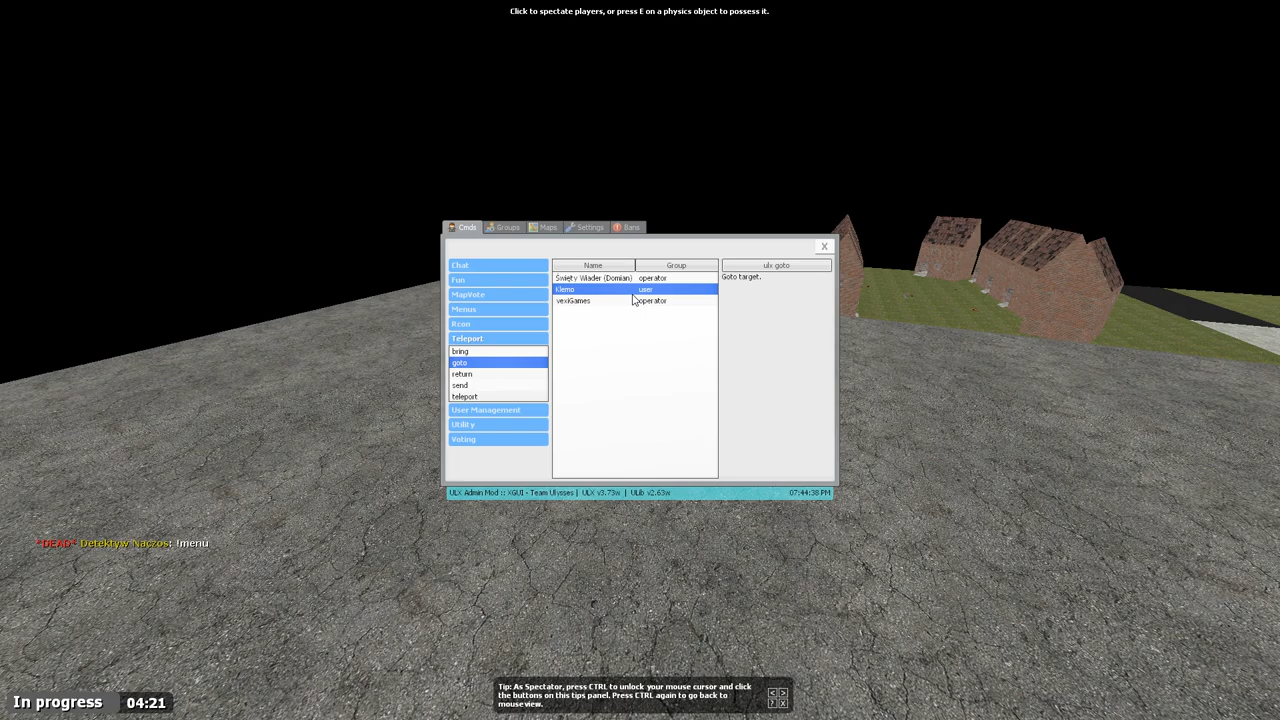 Click to spectate players, or press E on a physics object to possess it.
Cmds Groups Maps Settings Bans
X
Chat
Fun
MapVote
Menus
Rcon
Teleport
bring
goto
return
send
teleport
User Management
Utility
Voting
Name Group
Święty Wiader (Domian) operator
Klemo user
vexiGames operator
ulx goto
Goto target.
ULX Admin Mod :: XGUI - Team Ulysses | ULX v3.73w | ULib v2.63w 07:44:38 PM
*DEAD* Detektyw Naczos: !menu
In progress 04:21
Tip: As Spectator, press CTRL to unlock your mouse cursor and click
the buttons on this tips panel. Press CTRL again to go back to
mouseview.
< >
? X